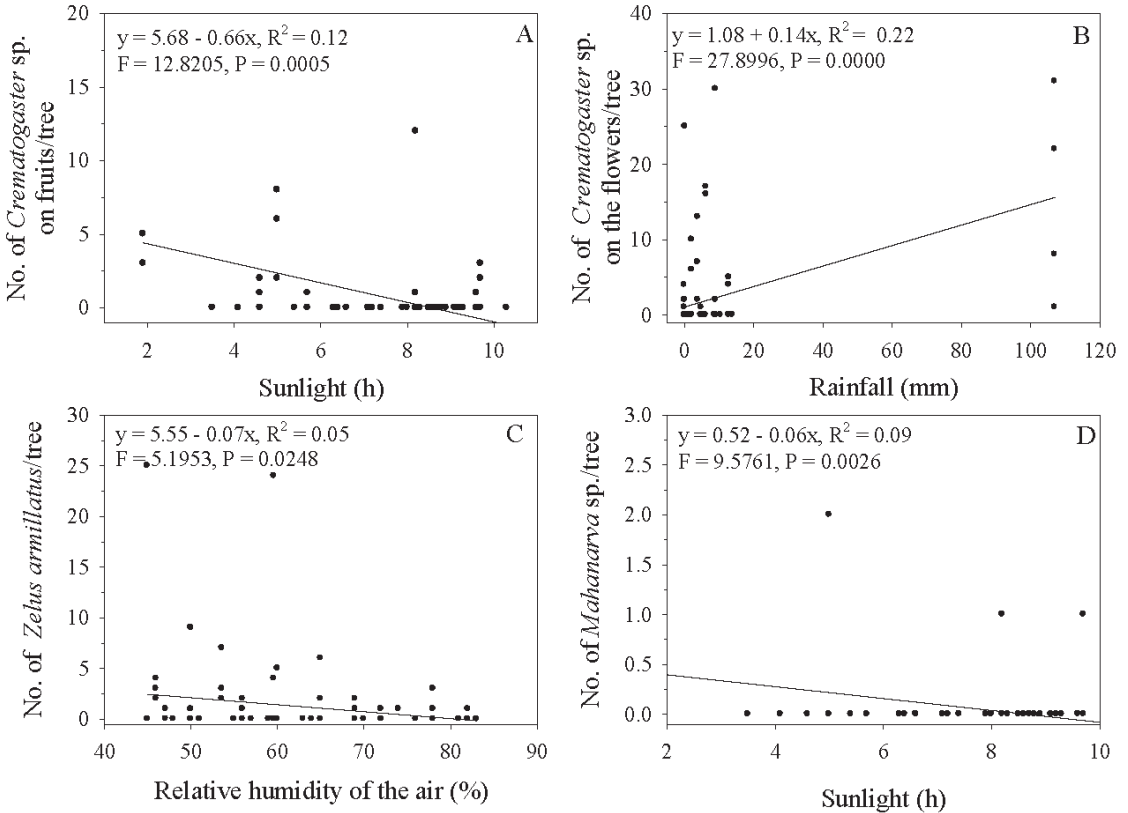 No. of Crematogaster sp.
on fruits/tree
y = 5.68 - 0.66x, R² = 0.12
F = 12.8205, P = 0.0005
A
20
15
10
5
0
2 4 6 8 10
Sunlight (h)
No. of Crematogaster sp.
on the flowers/tree
y = 1.08 + 0.14x, R² = 0.22
F = 27.8996, P = 0.0000
B
40
30
20
10
0
0 20 40 60 80 100 120
Rainfall (mm)
No. of Zelus armillatus/tree
y = 5.55 - 0.07x, R² = 0.05
F = 5.1953, P = 0.0248
C
30
25
20
15
10
5
0
40 50 60 70 80 90
Relative humidity of the air (%)
No. of Mahanarva sp./tree
y = 0.52 - 0.06x, R² = 0.09
F = 9.5761, P = 0.0026
D
3.0
2.5
2.0
1.5
1.0
0.5
0.0
2 4 6 8 10
Sunlight (h)